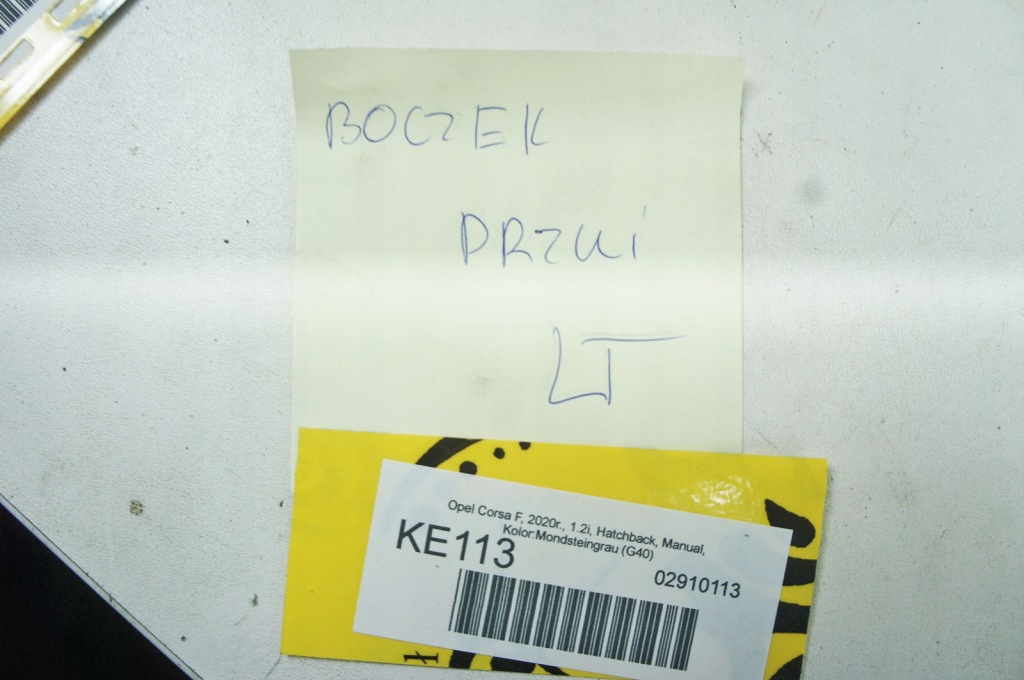 BOCZEK
DRZWI
LT
Opel Corsa F, 2020r., 1.2i, Hatchback, Manual,
Kolor:Mondsteingrau (G40)
KE113
02910113
ł